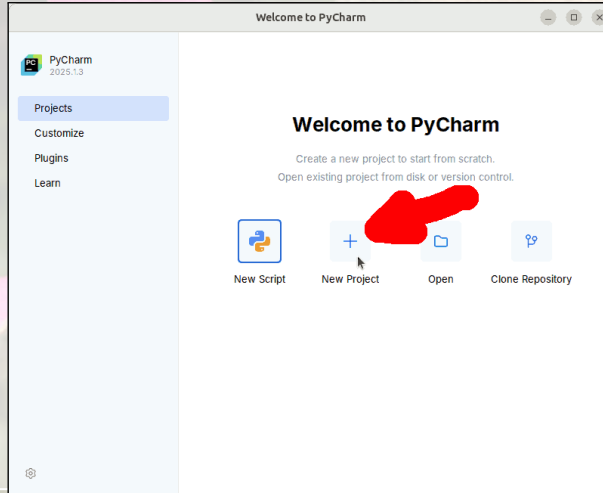 Welcome to PyCharm
PC
PyCharm
2025.1.3
Projects
Customize
Plugins
Learn
Welcome to PyCharm
Create a new project to start from scratch.
Open existing project from disk or version control.
New Script
New Project
Open
Clone Repository